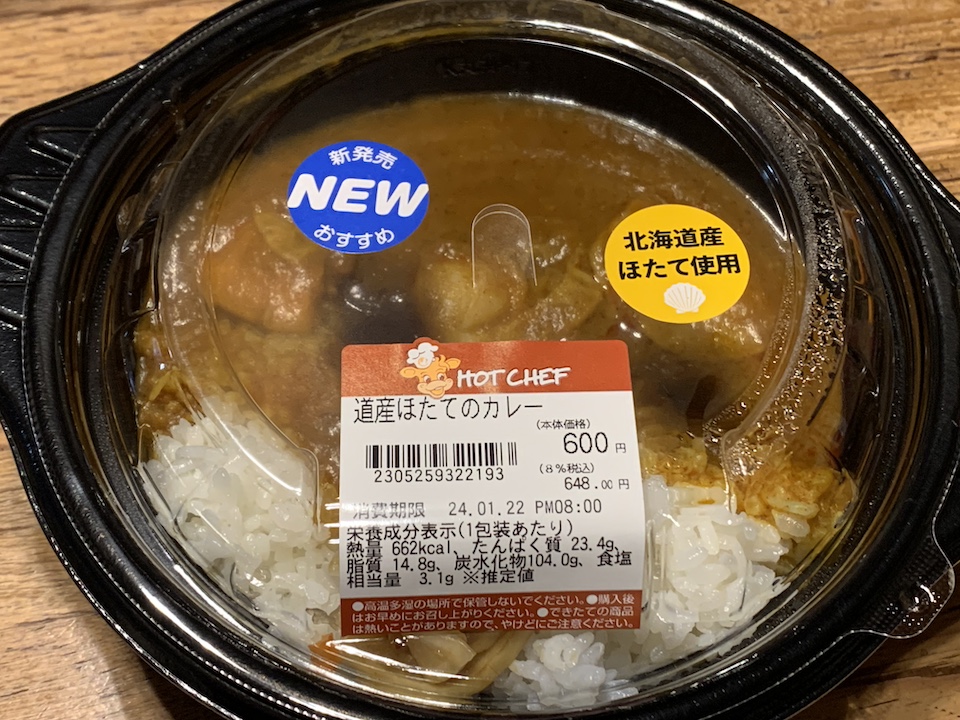 新発売
NEW
おすすめ
北海道産
ほたて使用
HOT CHEF
道産ほたてのカレー
(本体価格)
600 円
2305259322193
(8%税込)
648.00 円
消費期限 24.01.22 PM08:00
栄養成分表示(1包装あたり)
熱量 662kcal、たんぱく質 23.4g、
脂質 14.8g、炭水化物104.0g、食塩
相当量 3.1g ※推定値
●高温多湿の場所で保管しないでください。●購入後
はお早めにお召し上がりください。●できたての商品
は熱いことがありますので、やけどにご注意ください。